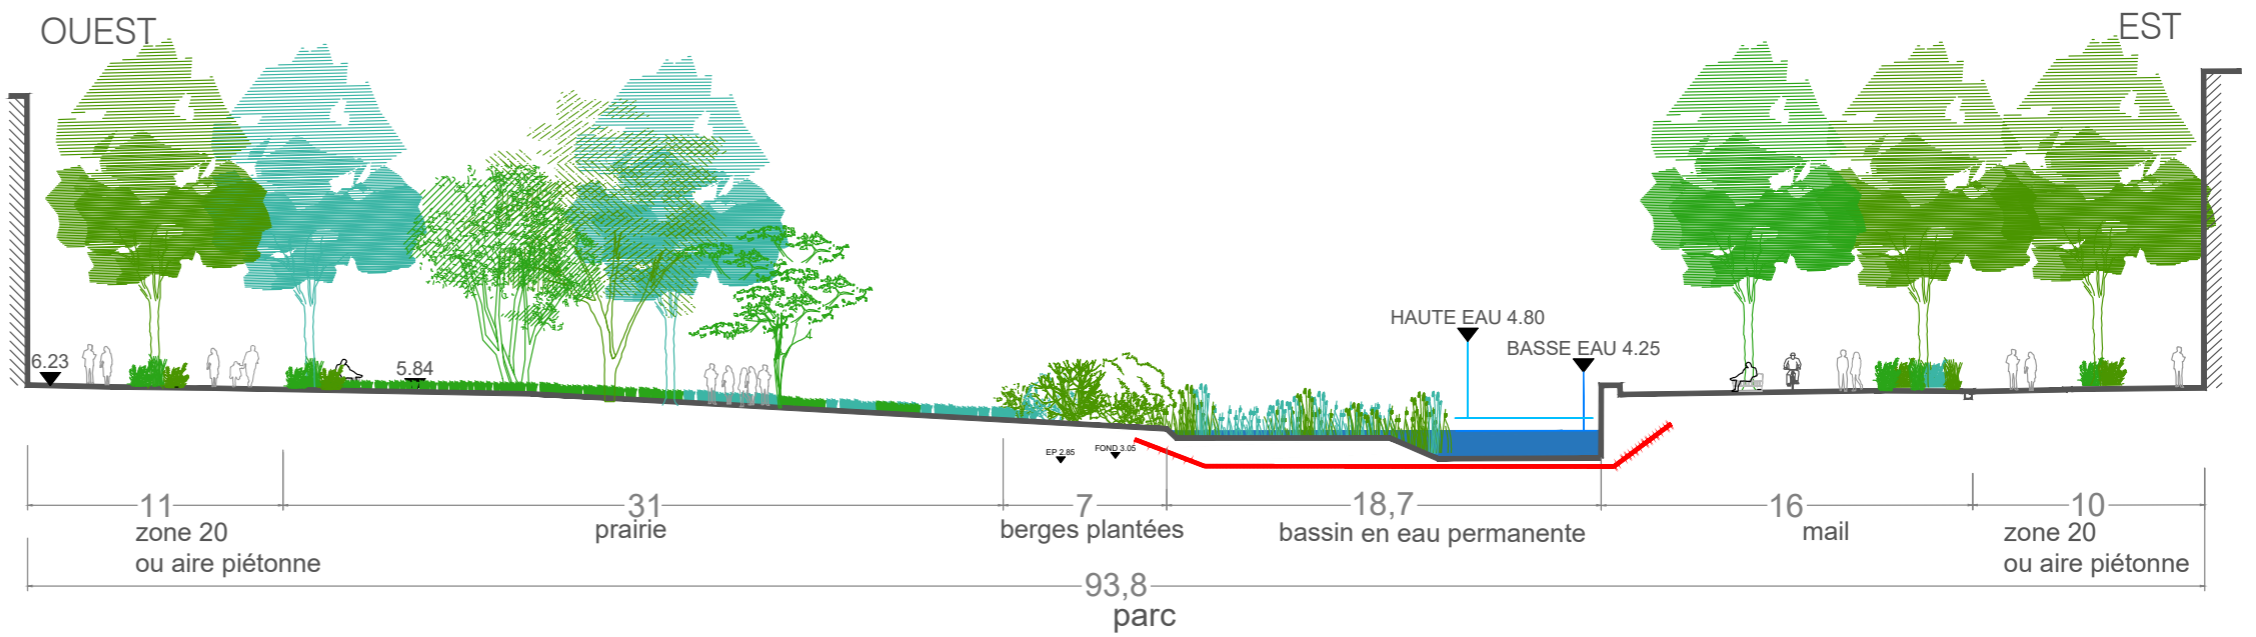 OUEST
EST
HAUTE EAU 4.80
BASSE EAU 4.25
6.23
5.84
EP 2.85
FOND 3.05
11
31
7
18,7
16
10
zone 20
ou aire piétonne
prairie
berges plantées
bassin en eau permanente
mail
zone 20
ou aire piétonne
93,8
parc